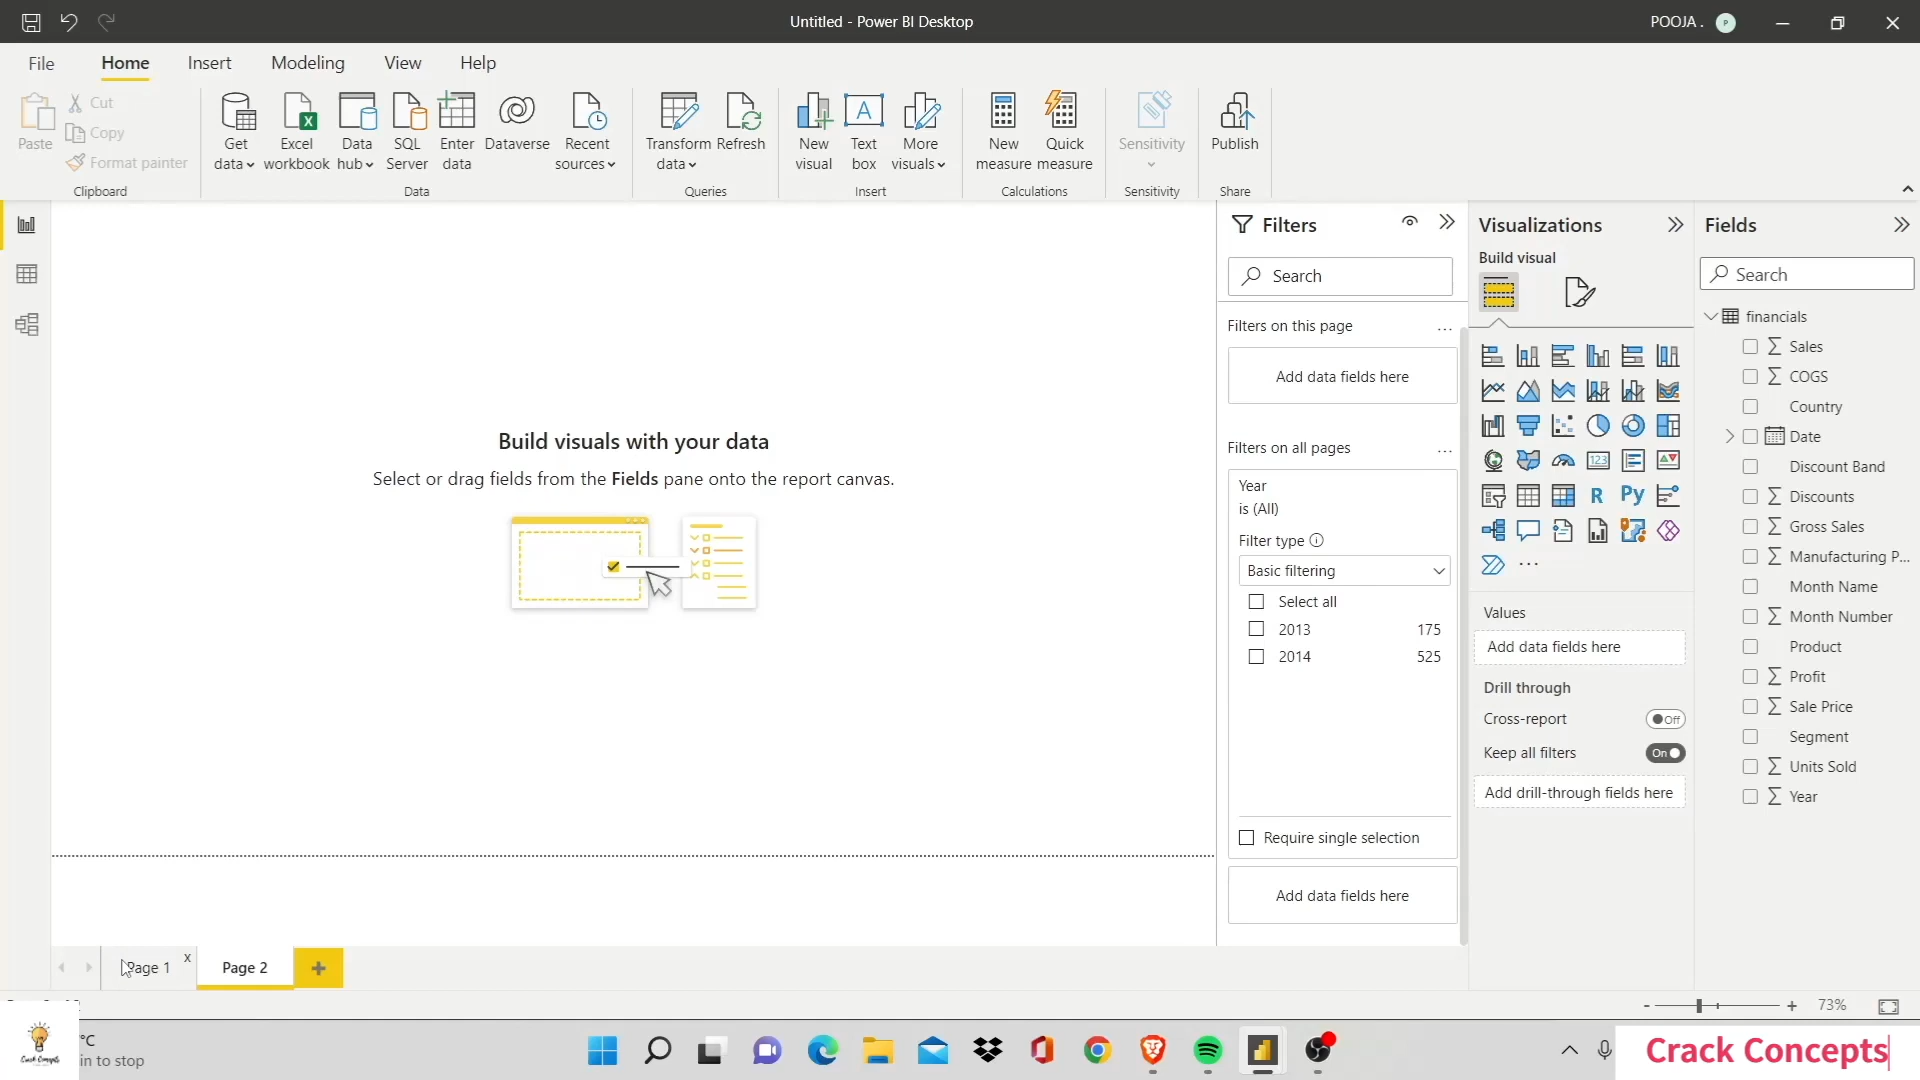 Untitled - Power BI Desktop
POOJA .
P
File
Home
Insert
Modeling
View
Help
Paste
Cut
Copy
Format painter
Clipboard
Get data
Excel workbook
Data hub
SQL Server
Enter data
Dataverse
Recent sources
Data
Transform data
Refresh
Queries
New visual
Text box
More visuals
Insert
New measure
Quick measure
Calculations
Sensitivity
Sensitivity
Publish
Share
Build visuals with your data
Select or drag fields from the Fields pane onto the report canvas.
Filters
Search
Filters on this page
...
Add data fields here
Filters on all pages
...
Year
is (All)
Filter type
Basic filtering
Select all
2013 175
2014 525
Require single selection
Add data fields here
Visualizations
Build visual
123
R
Py
...
Values
Add data fields here
Drill through
Cross-report
Off
Keep all filters
On
Add drill-through fields here
Fields
Search
financials
Sales
COGS
Country
Date
Discount Band
Discounts
Gross Sales
Manufacturing P...
Month Name
Month Number
Product
Profit
Sale Price
Segment
Units Sold
Year
Page 1
x
Page 2
+
- + 73%
Crack Concepts
°C
in to stop
Crack Concepts